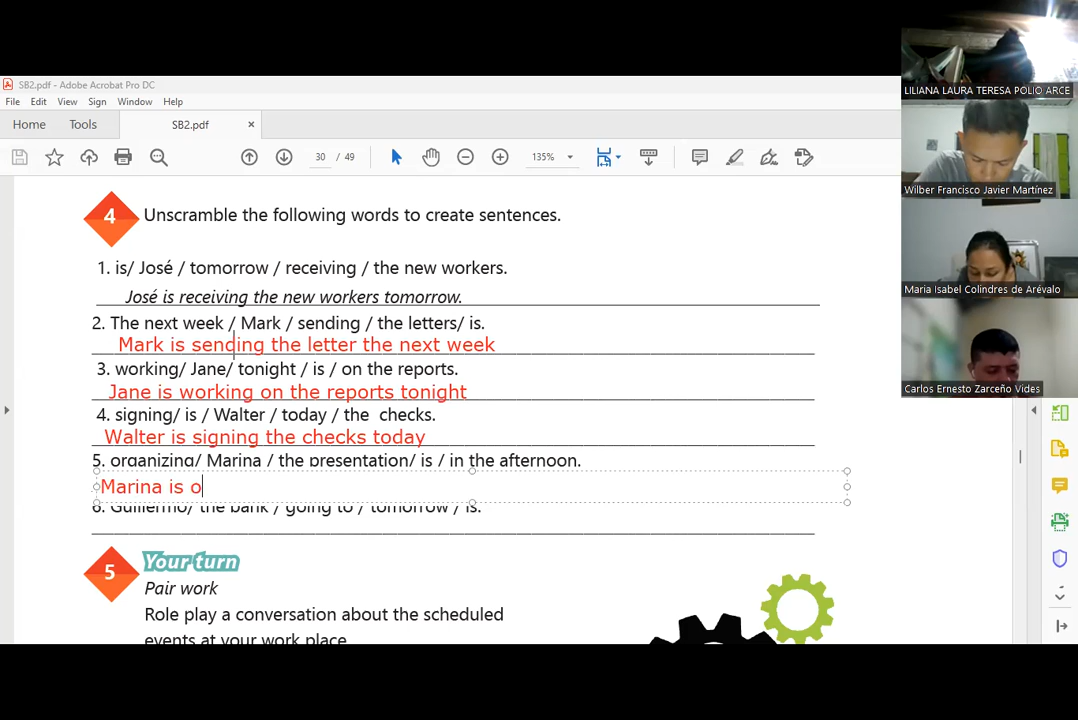 SB2.pdf - Adobe Acrobat Pro DC
File Edit View Sign Window Help
Home Tools SB2.pdf ×
30 / 49 135%
4 Unscramble the following words to create sentences.
1. is/ José / tomorrow / receiving / the new workers.
José is receiving the new workers tomorrow.
2. The next week / Mark / sending / the letters/ is.
Mark is sending the letter the next week
3. working/ Jane/ tonight / is / on the reports.
Jane is working on the reports tonight
4. signing/ is / Walter / today / the checks.
Walter is signing the checks today
5. organizing/ Marina / the presentation/ is / in the afternoon.
Marina is o
6. Guillermo/ the bank / going to / tomorrow / is.
5 Your turn
Pair work
Role play a conversation about the scheduled
events at your work place.
LILIANA LAURA TERESA POLIO ARCE
Wilber Francisco Javier Martínez
Maria Isabel Colindres de Arévalo
Carlos Ernesto Zarceño Vides